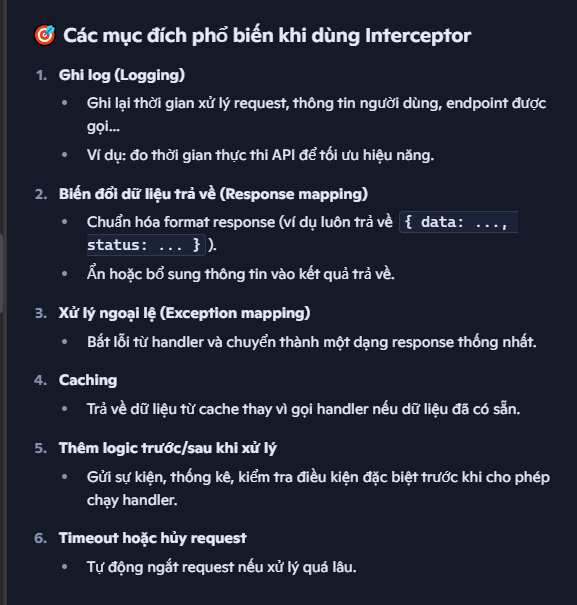 🎯 Các mục đích phổ biến khi dùng Interceptor
1. Ghi log (Logging)
• Ghi lại thời gian xử lý request, thông tin người dùng, endpoint được
gọi...
• Ví dụ: đo thời gian thực thi API để tối ưu hiệu năng.
2. Biến đổi dữ liệu trả về (Response mapping)
• Chuẩn hóa format response (ví dụ luôn trả về { data: ...,
status: ... } ).
• Ẩn hoặc bổ sung thông tin vào kết quả trả về.
3. Xử lý ngoại lệ (Exception mapping)
• Bắt lỗi từ handler và chuyển thành một dạng response thống nhất.
4. Caching
• Trả về dữ liệu từ cache thay vì gọi handler nếu dữ liệu đã có sẵn.
5. Thêm logic trước/sau khi xử lý
• Gửi sự kiện, thống kê, kiểm tra điều kiện đặc biệt trước khi cho phép
chạy handler.
6. Timeout hoặc hủy request
• Tự động ngắt request nếu xử lý quá lâu.